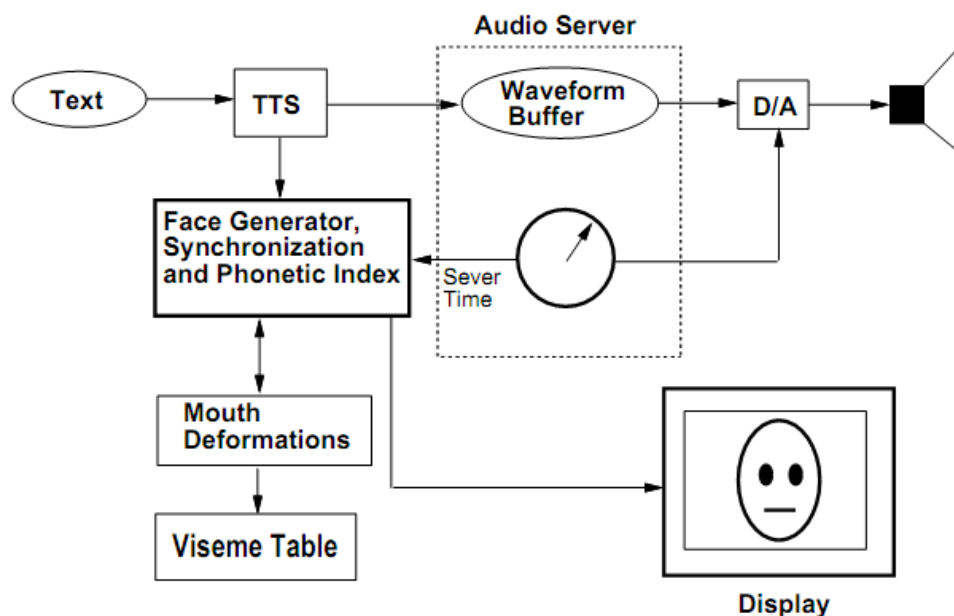 Audio Server
Text
TTS
Waveform
Buffer
D/A
Face Generator,
Synchronization
and Phonetic Index
Sever
Time
Mouth
Deformations
Viseme Table
Display